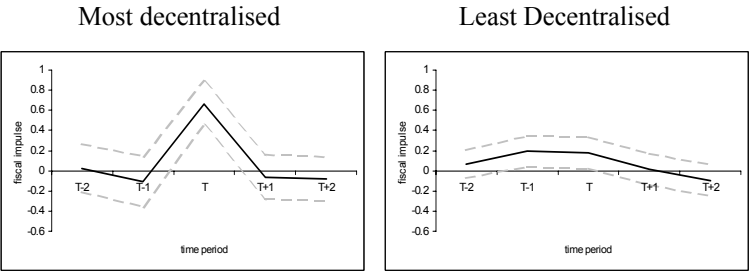 Most decentralised
Least Decentralised
1
0.8
0.6
0.4
0.2
0
-0.2
-0.4
-0.6
fiscal impulse
T-2
T-1
T
T+1
T+2
time period
1
0.8
0.6
0.4
0.2
0
-0.2
-0.4
-0.6
fiscal impulse
T-2
T-1
T
T+1
T+2
time period